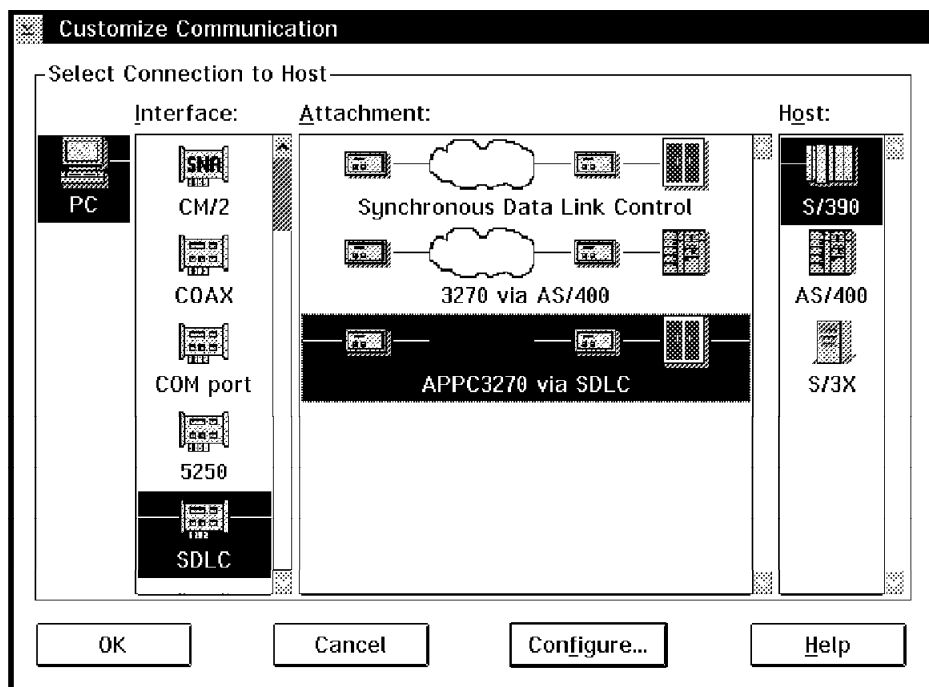 Customize Communication
Select Connection to Host
Interface:
Attachment:
Host:
PC
SNA
CM/2
COAX
COM port
5250
SDLC
Synchronous Data Link Control
3270 via AS/400
APPC3270 via SDLC
S/390
AS/400
S/3X
OK
Cancel
Configure...
Help